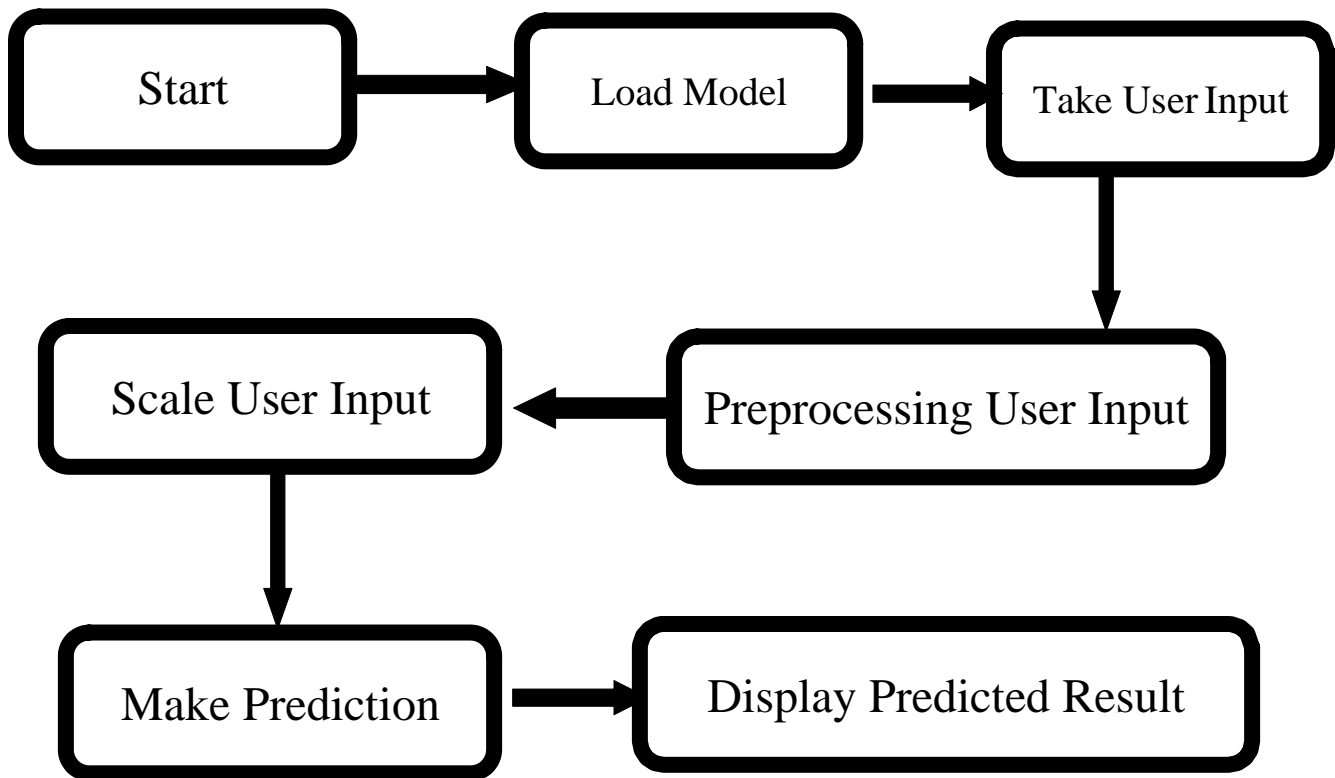 Start
Load Model
Take User Input
Preprocessing User Input
Scale User Input
Make Prediction
Display Predicted Result